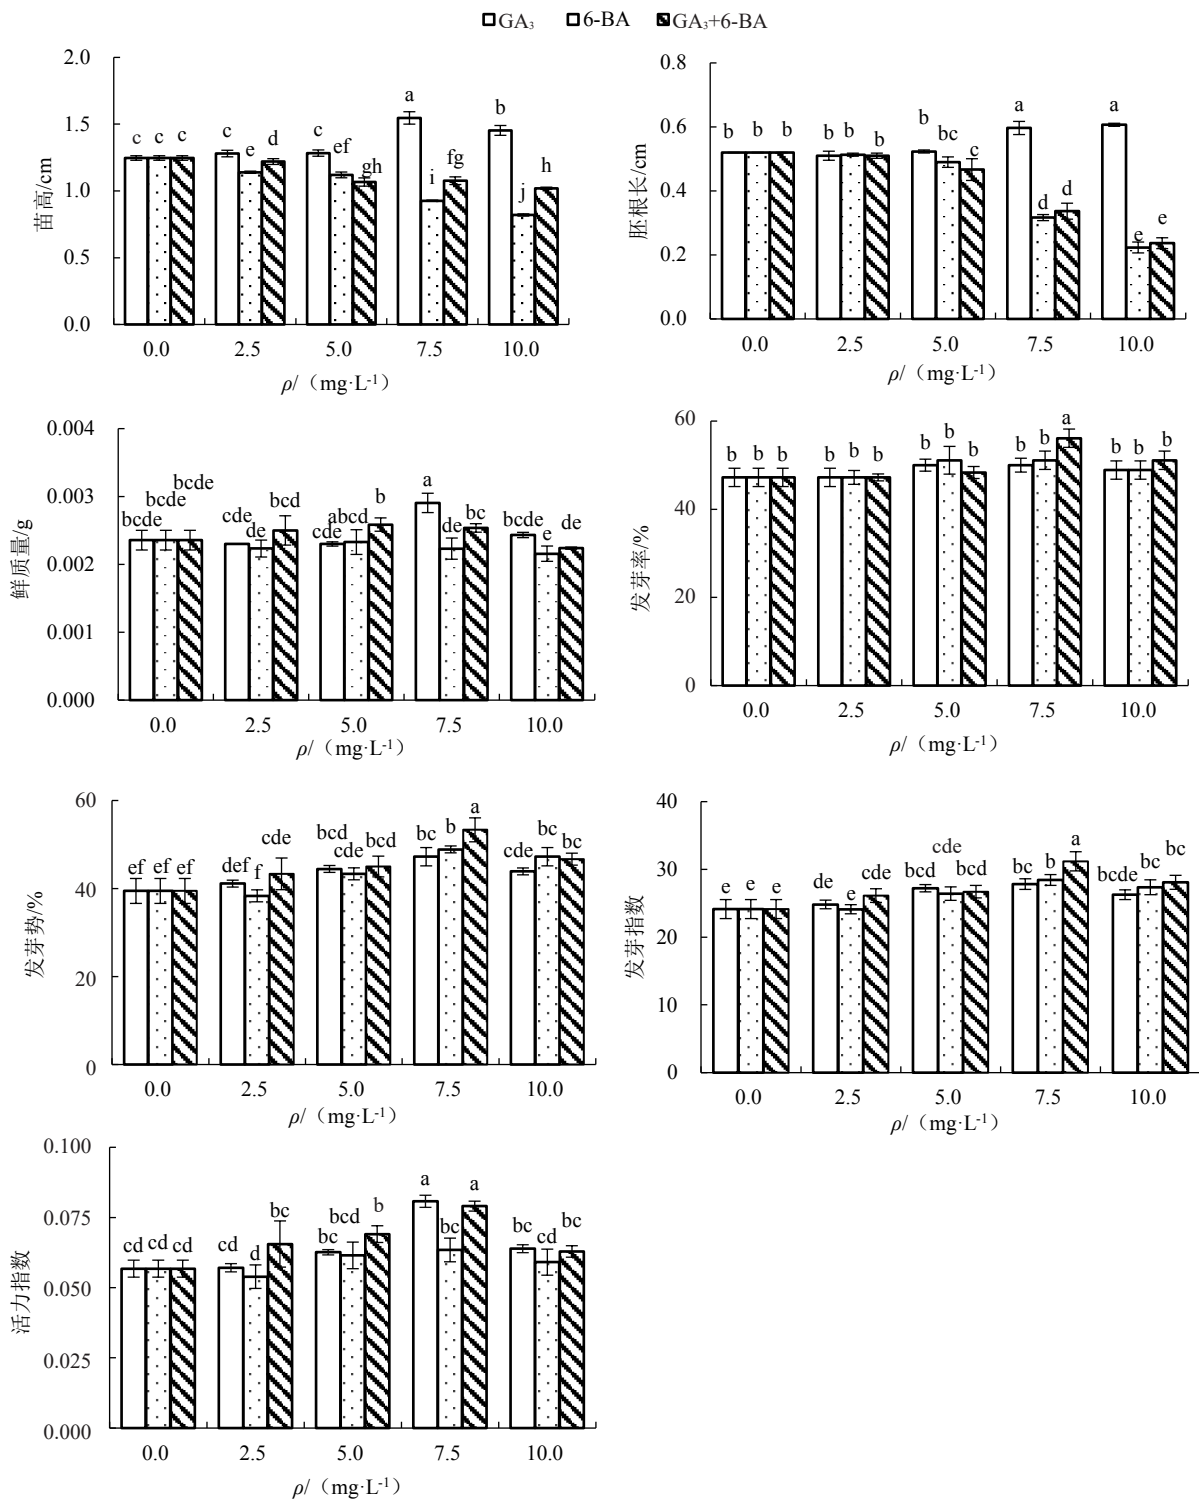 GA₃ 6-BA GA₃+6-BA
2.0
1.5
1.0
0.5
0.0
苗高/cm
c c c c e d c ef gh a i fg b j h
0.0 2.5 5.0 7.5 10.0
ρ/（mg·L⁻¹）
0.8
0.6
0.4
0.2
0.0
胚根长/cm
b b b b b b b bc c a d d a e e
0.0 2.5 5.0 7.5 10.0
ρ/（mg·L⁻¹）
0.004
0.003
0.002
0.001
0.000
鲜质量/g
bcde bcde bcde cde de bcd cde abcd b a de bc bcde e de
0.0 2.5 5.0 7.5 10.0
ρ/（mg·L⁻¹）
60
40
20
0
发芽率/%
b b b b b b b b b b b a b b b
0.0 2.5 5.0 7.5 10.0
ρ/（mg·L⁻¹）
60
40
20
0
发芽势/%
ef ef ef def f cde bcd cde bcd bc b a cde bc bc
0.0 2.5 5.0 7.5 10.0
ρ/（mg·L⁻¹）
40
30
20
10
0
发芽指数
e e e de e cde bcd cde bcd bc b a bcde bc bc
0.0 2.5 5.0 7.5 10.0
ρ/（mg·L⁻¹）
0.100
0.075
0.050
0.025
0.000
活力指数
cd cd cd cd d bc bc bcd b a bc a bc cd bc
0.0 2.5 5.0 7.5 10.0
ρ/（mg·L⁻¹）